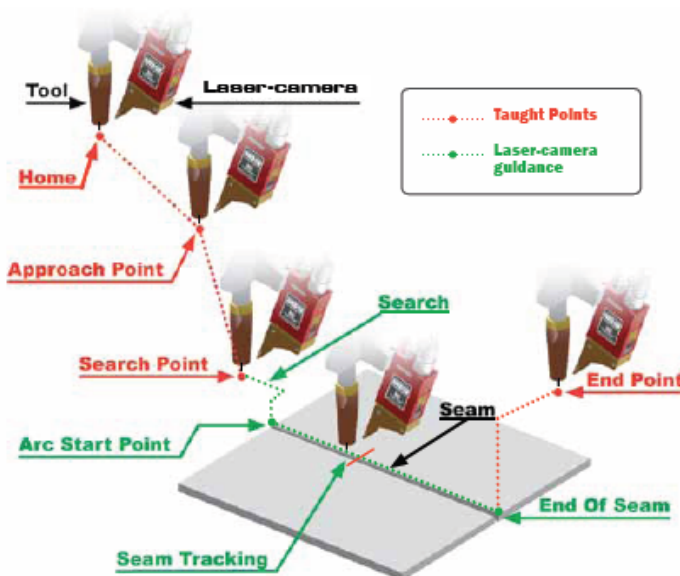 Tool
Laser-camera
Taught Points
Laser-camera
guidance
Home
Approach Point
Search
Search Point
End Point
Seam
Arc Start Point
End Of Seam
Seam Tracking